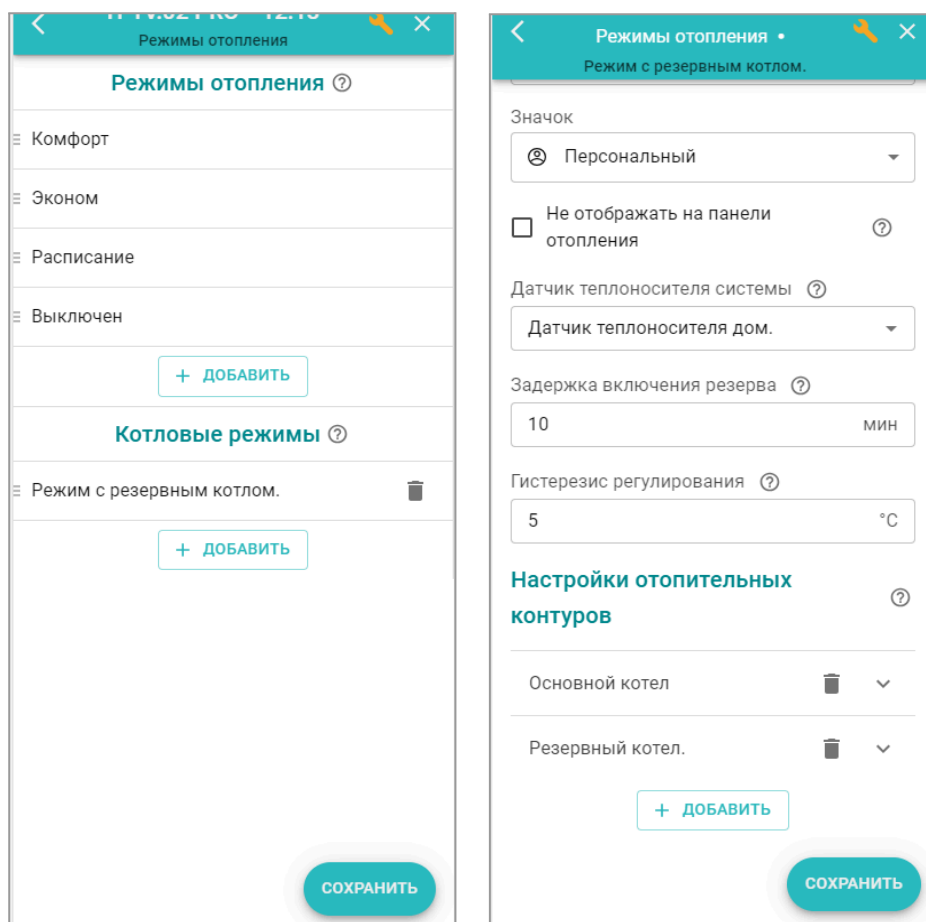 Режимы отопления
Режимы отопления
Комфорт
Эконом
Расписание
Выключен
+ ДОБАВИТЬ
Котловые режимы
Режим с резервным котлом.
+ ДОБАВИТЬ
СОХРАНИТЬ
Режимы отопления •
Режим с резервным котлом.
Значок
Персональный
Не отображать на панели
отопления
Датчик теплоносителя системы
Датчик теплоносителя дом.
Задержка включения резерва
10 мин
Гистерезис регулирования
5 °C
Настройки отопительных
контуров
Основной котел
Резервный котел.
+ ДОБАВИТЬ
СОХРАНИТЬ